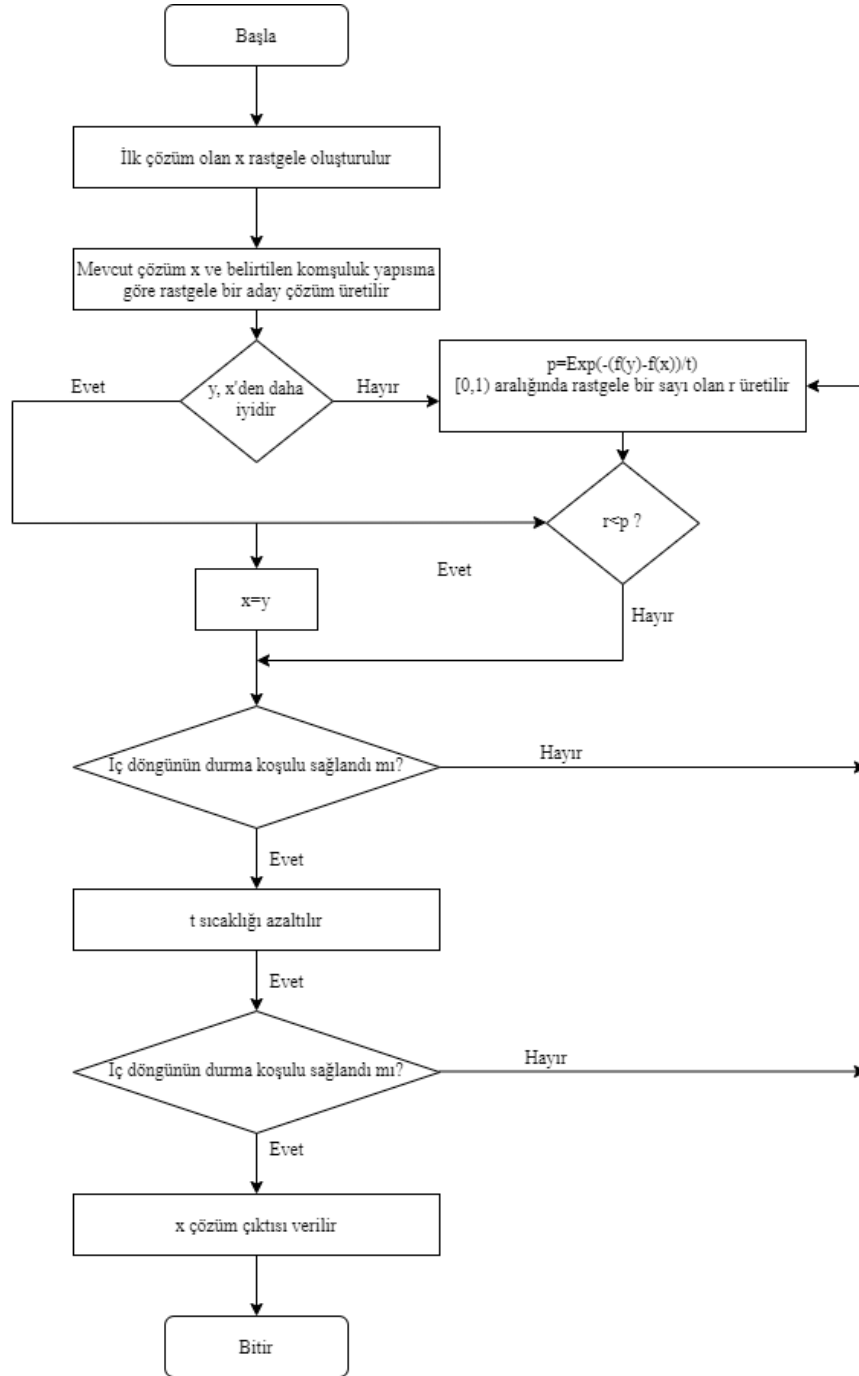 Başla
İlk çözüm olan x rastgele oluşturulur
Mevcut çözüm x ve belirtilen komşuluk yapısına
göre rastgele bir aday çözüm üretilir
Evet
y, x'den daha
iyidir
Hayır
p=Exp(-(f(y)-f(x))/t)
[0,1) aralığında rastgele bir sayı olan r üretilir
r<p ?
Evet
x=y
Hayır
İç döngünün durma koşulu sağlandı mı?
Hayır
Evet
t sıcaklığı azaltılır
Evet
İç döngünün durma koşulu sağlandı mı?
Hayır
Evet
x çözüm çıktısı verilir
Bitir